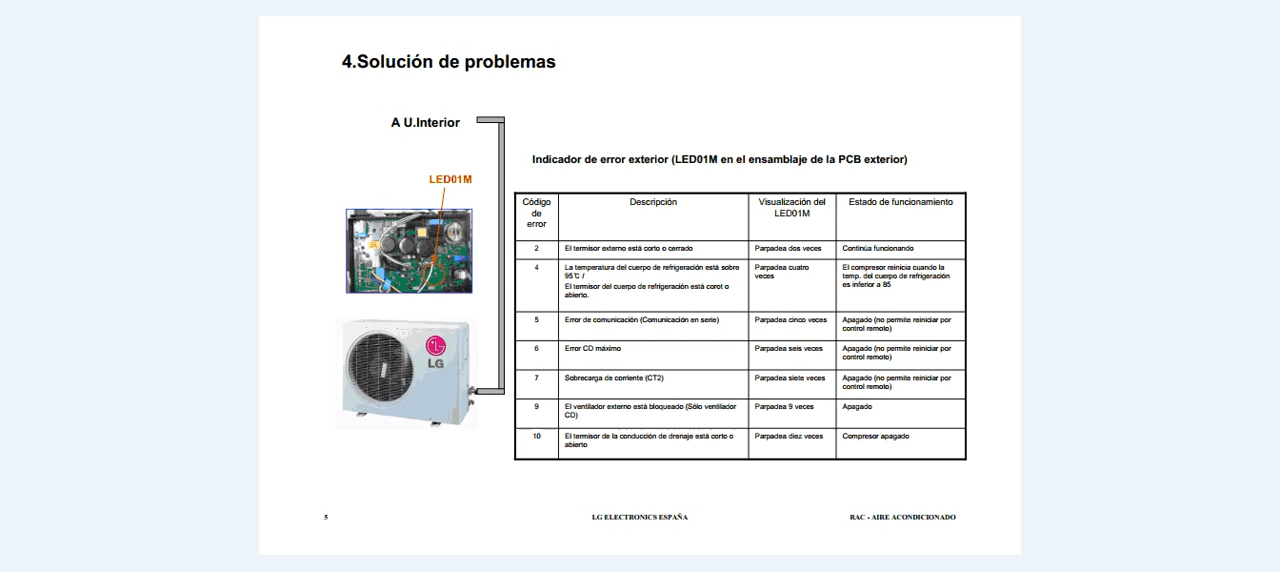 4.Solución de problemas
A U.Interior
Indicador de error exterior (LED01M en el ensamblaje de la PCB exterior)
LED01M
LG
Código de error
Descripción
Visualización del LED01M
Estado de funcionamiento
2
El termisor externo está corto o cerrado
Parpadea dos veces
Continúa funcionando
4
La temperatura del cuerpo de refrigeración está sobre
95℃ /
El termisor del cuerpo de refrigeración está corot o
abierto.
Parpadea cuatro
veces
El compresor reinicia cuando la
temp. del cuerpo de refrigeración
es inferior a 85
5
Error de comunicación (Comunicación en serie)
Parpadea cinco veces
Apagado (no permite reiniciar por
control remoto)
6
Error CD máximo
Parpadea seis veces
Apagado (no permite reiniciar por
control remoto)
7
Sobrecarga de corriente (CT2)
Parpadea siete veces
Apagado (no permite reiniciar por
control remoto)
9
El ventilador externo está bloqueado (Sólo ventilador
CD)
Parpadea 9 veces
Apagado
10
El termisor de la conducción de drenaje está corto o
abierto
Parpadea diez veces
Compresor apagado
5
LG ELECTRONICS ESPAÑA
RAC - AIRE ACONDICIONADO